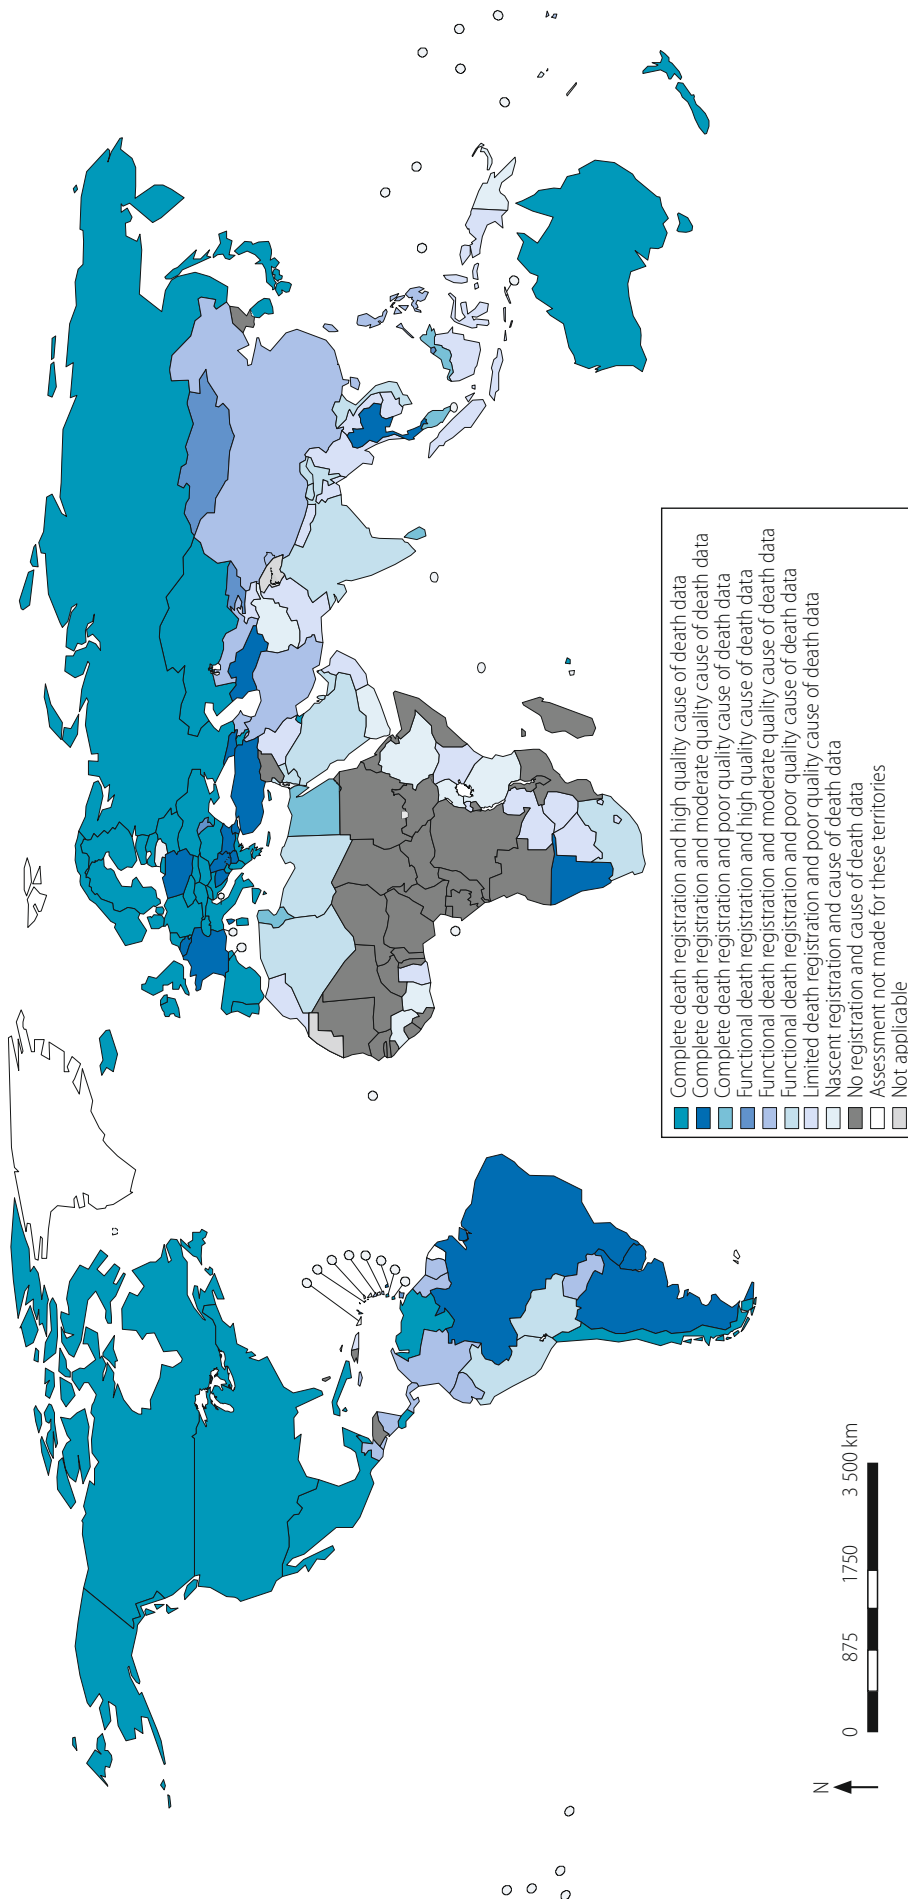 Complete death registration and high quality cause of death data
Complete death registration and moderate quality cause of death data
Complete death registration and poor quality cause of death data
Functional death registration and high quality cause of death data
Functional death registration and moderate quality cause of death data
Functional death registration and poor quality cause of death data
Limited death registration and poor quality cause of death data
Nascent registration and cause of death data
No registration and cause of death data
Assessment not made for these territories
Not applicable
N
0 875 1750 3 500 km